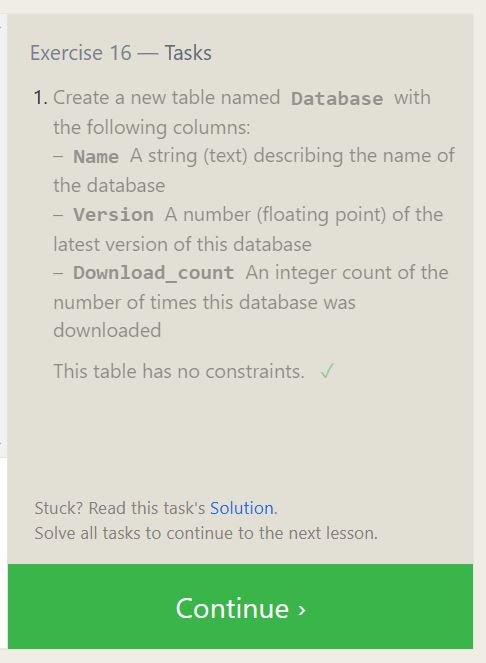 Exercise 16 — Tasks
1. Create a new table named Database with
the following columns:
– Name A string (text) describing the name of
the database
– Version A number (floating point) of the
latest version of this database
– Download_count An integer count of the
number of times this database was
downloaded
This table has no constraints. ✓
Stuck? Read this task's Solution.
Solve all tasks to continue to the next lesson.
Continue ›